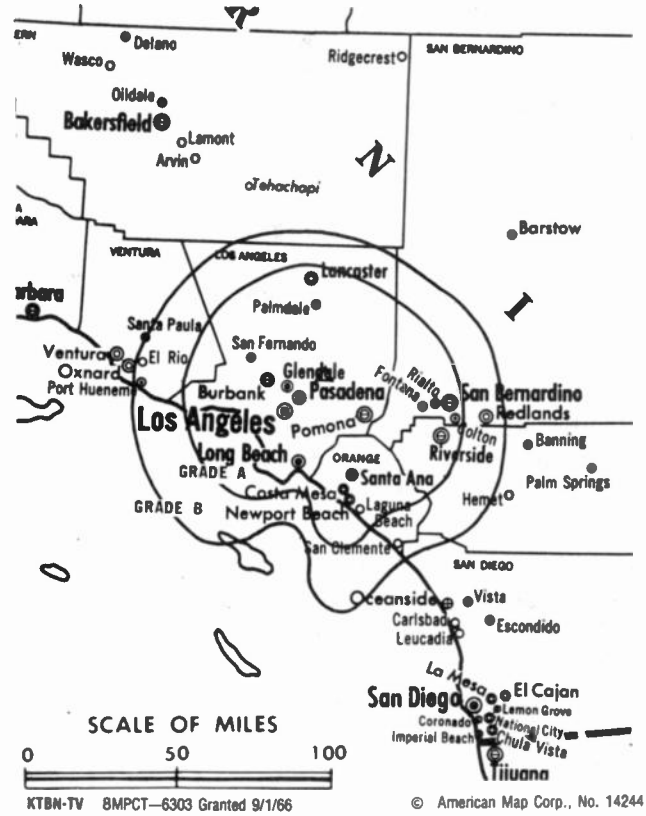 ERN
Delano
SAN BERNARDINO
Wasco
Ridgecrest
Oildale
Bakersfield
Lamont
Arvin
N
Tehachapi
A
ARA
Barstow
VENTURA
LOS ANGELES
Lancaster
rbara
Palmdale
I
Santa Paula
San Fernando
Ventura
El Rio
Oxnard
Glendale
Port Hueneme
Burbank
Pasadena
Fontana
Rialto
San Bernardino
Redlands
Los Angeles
Pomona
Colton
Long Beach
Riverside
Banning
ORANGE
GRADE A
Santa Ana
Palm Springs
Costa Mesa
Hemet
GRADE B
Newport Beach
Laguna
Beach
San Clemente
SAN DIEGO
Oceanside
Vista
Carlsbad
Escondido
Leucadia
La Mesa
El Cajan
San Diego
Lemon Grove
Coronado
National City
Imperial Beach
Chula Vista
Tijuana
SCALE OF MILES
0 50 100
KTBN-TV BMPCT—6303 Granted 9/1/66
© American Map Corp., No. 14244